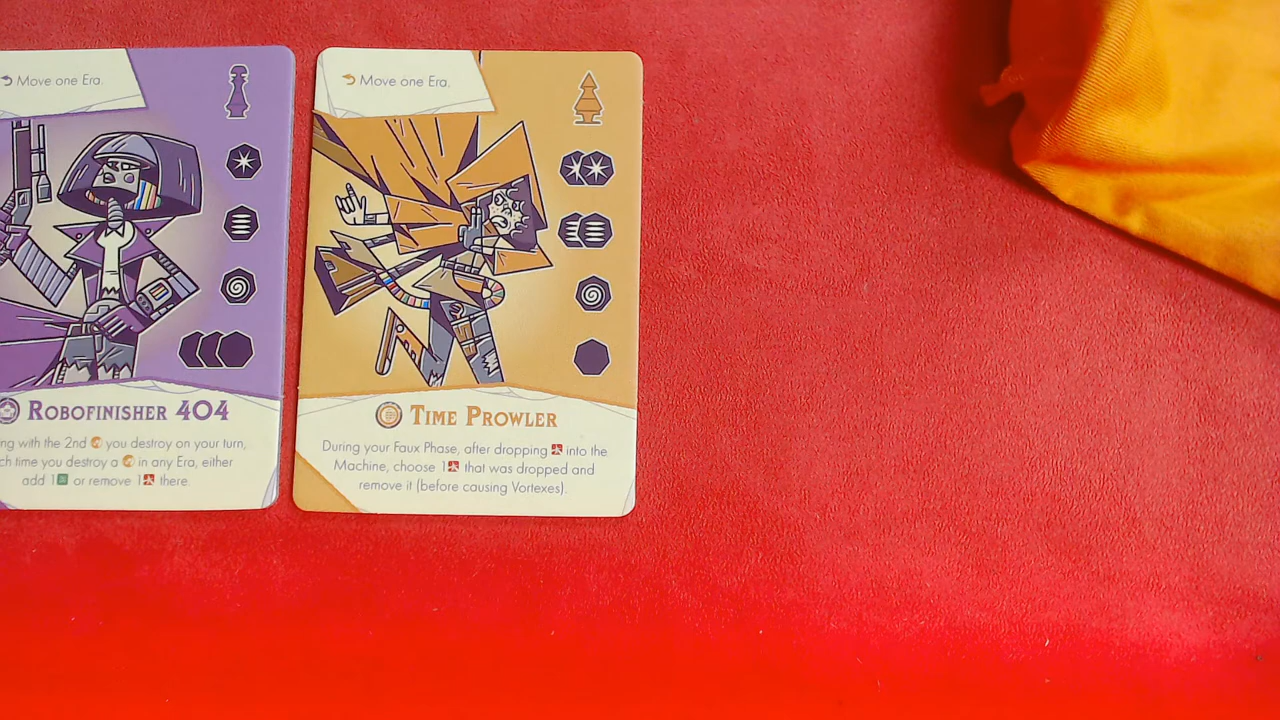 Move one Era.
ROBOFINISHER 404
with the 2nd you destroy on your turn,
time you destroy a in any Era, either
add 1 or remove 1 there.
Move one Era.
TIME PROWLER
During your Faux Phase, after dropping into the
Machine, choose 1 that was dropped and
remove it (before causing Vortexes).